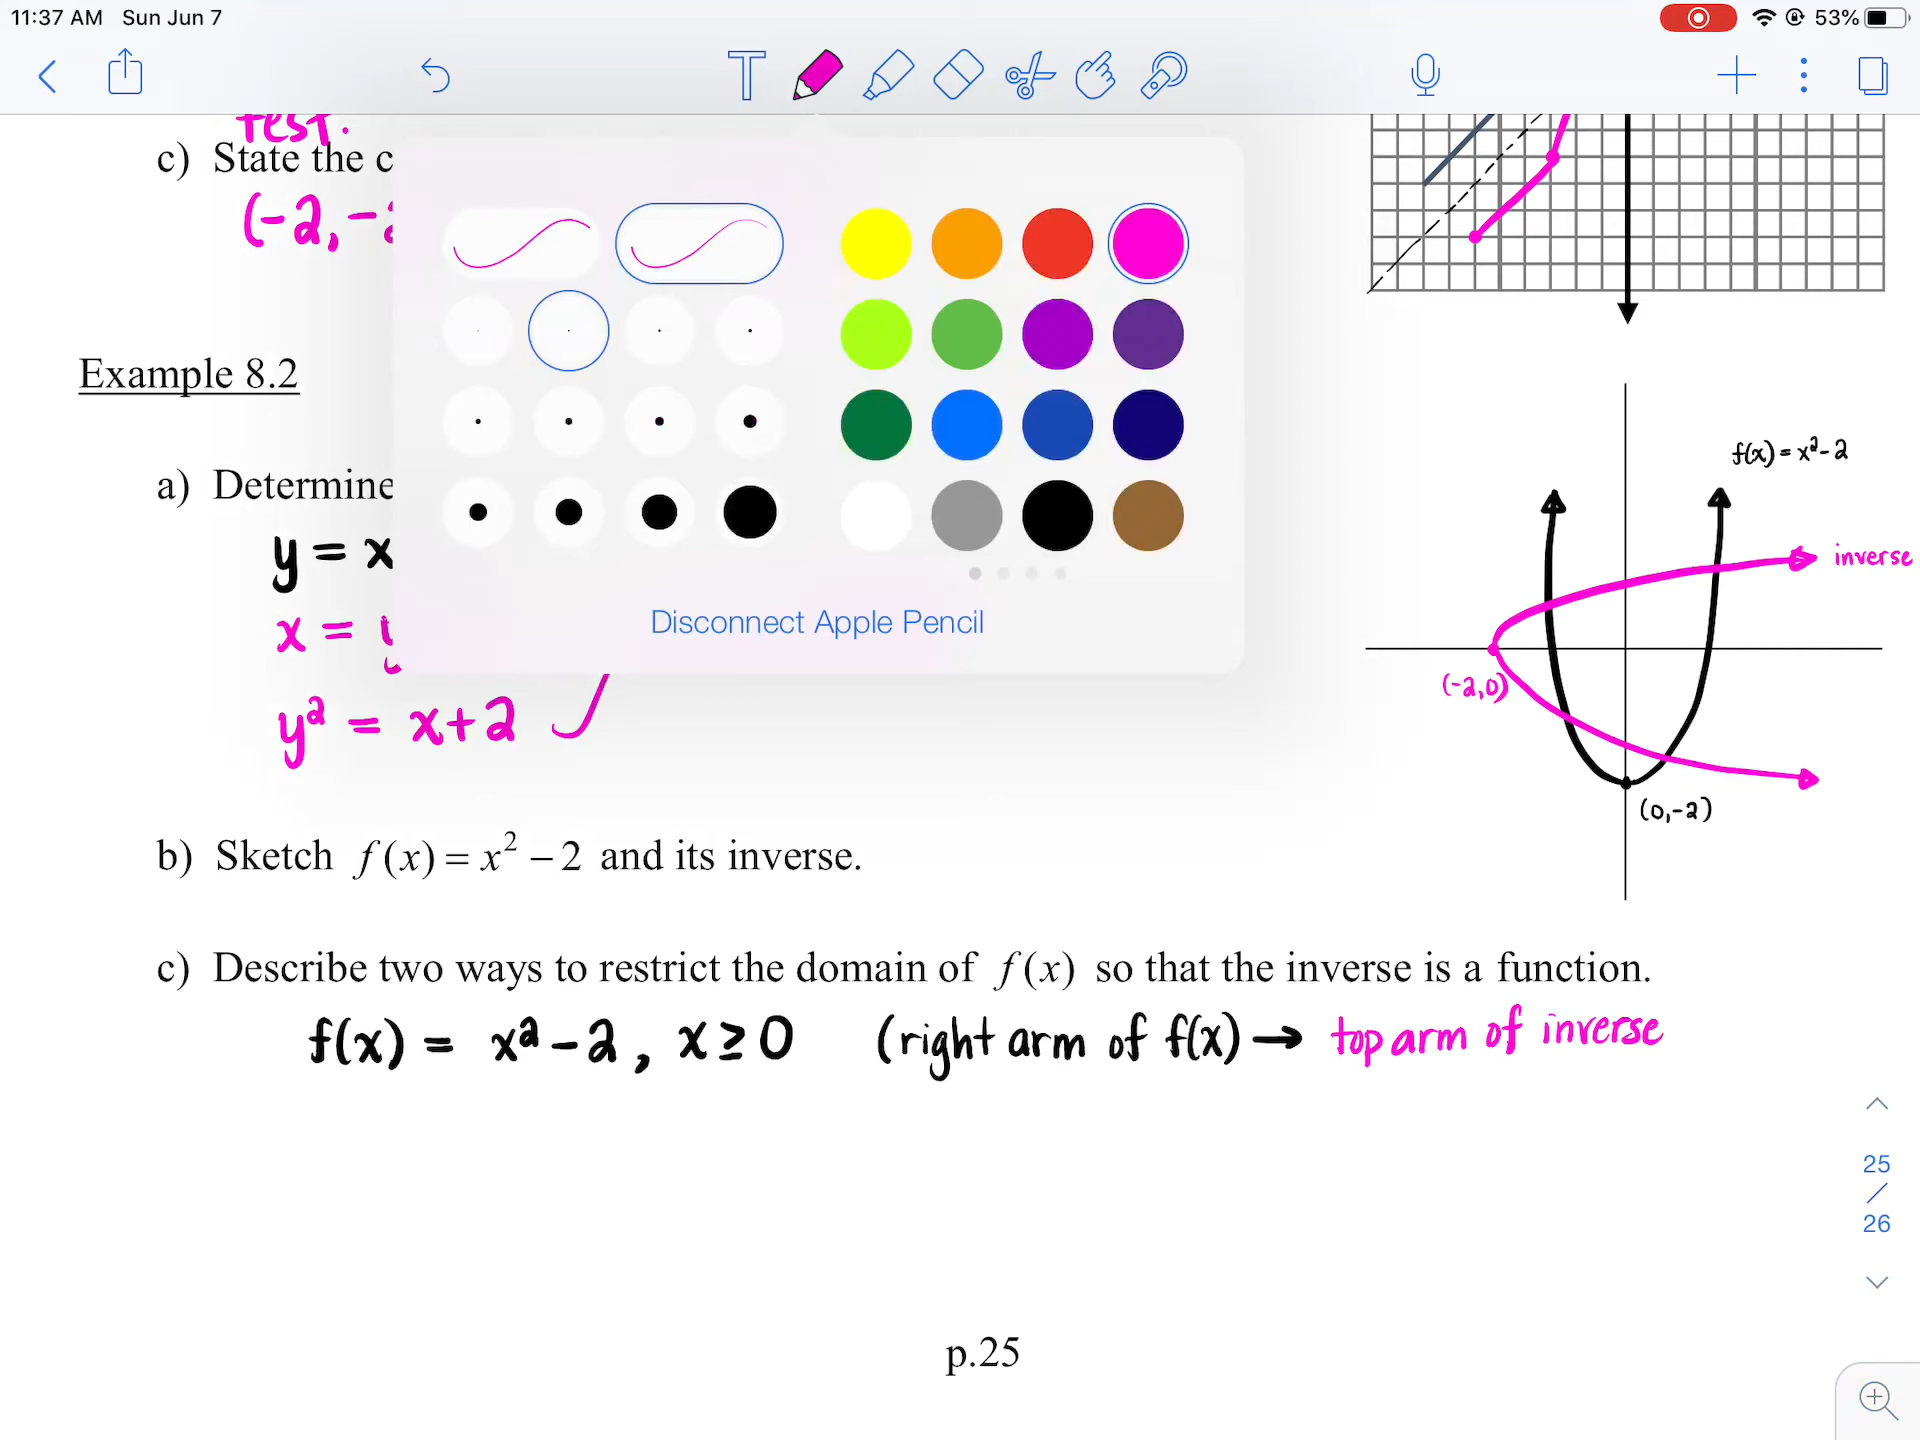 11:37 AM Sun Jun 7
53%
T
test.
c) State the c
(-2,-2
Example 8.2
a) Determine
y = x
x =
y² = x+2
Disconnect Apple Pencil
f(x) = x²-2
inverse
(-2,0)
(0,-2)
b) Sketch f(x) = x² − 2 and its inverse.
c) Describe two ways to restrict the domain of f(x) so that the inverse is a function.
f(x) = x²-2, x ≥ 0 (right arm of f(x) → top arm of inverse
25
/
26
p.25